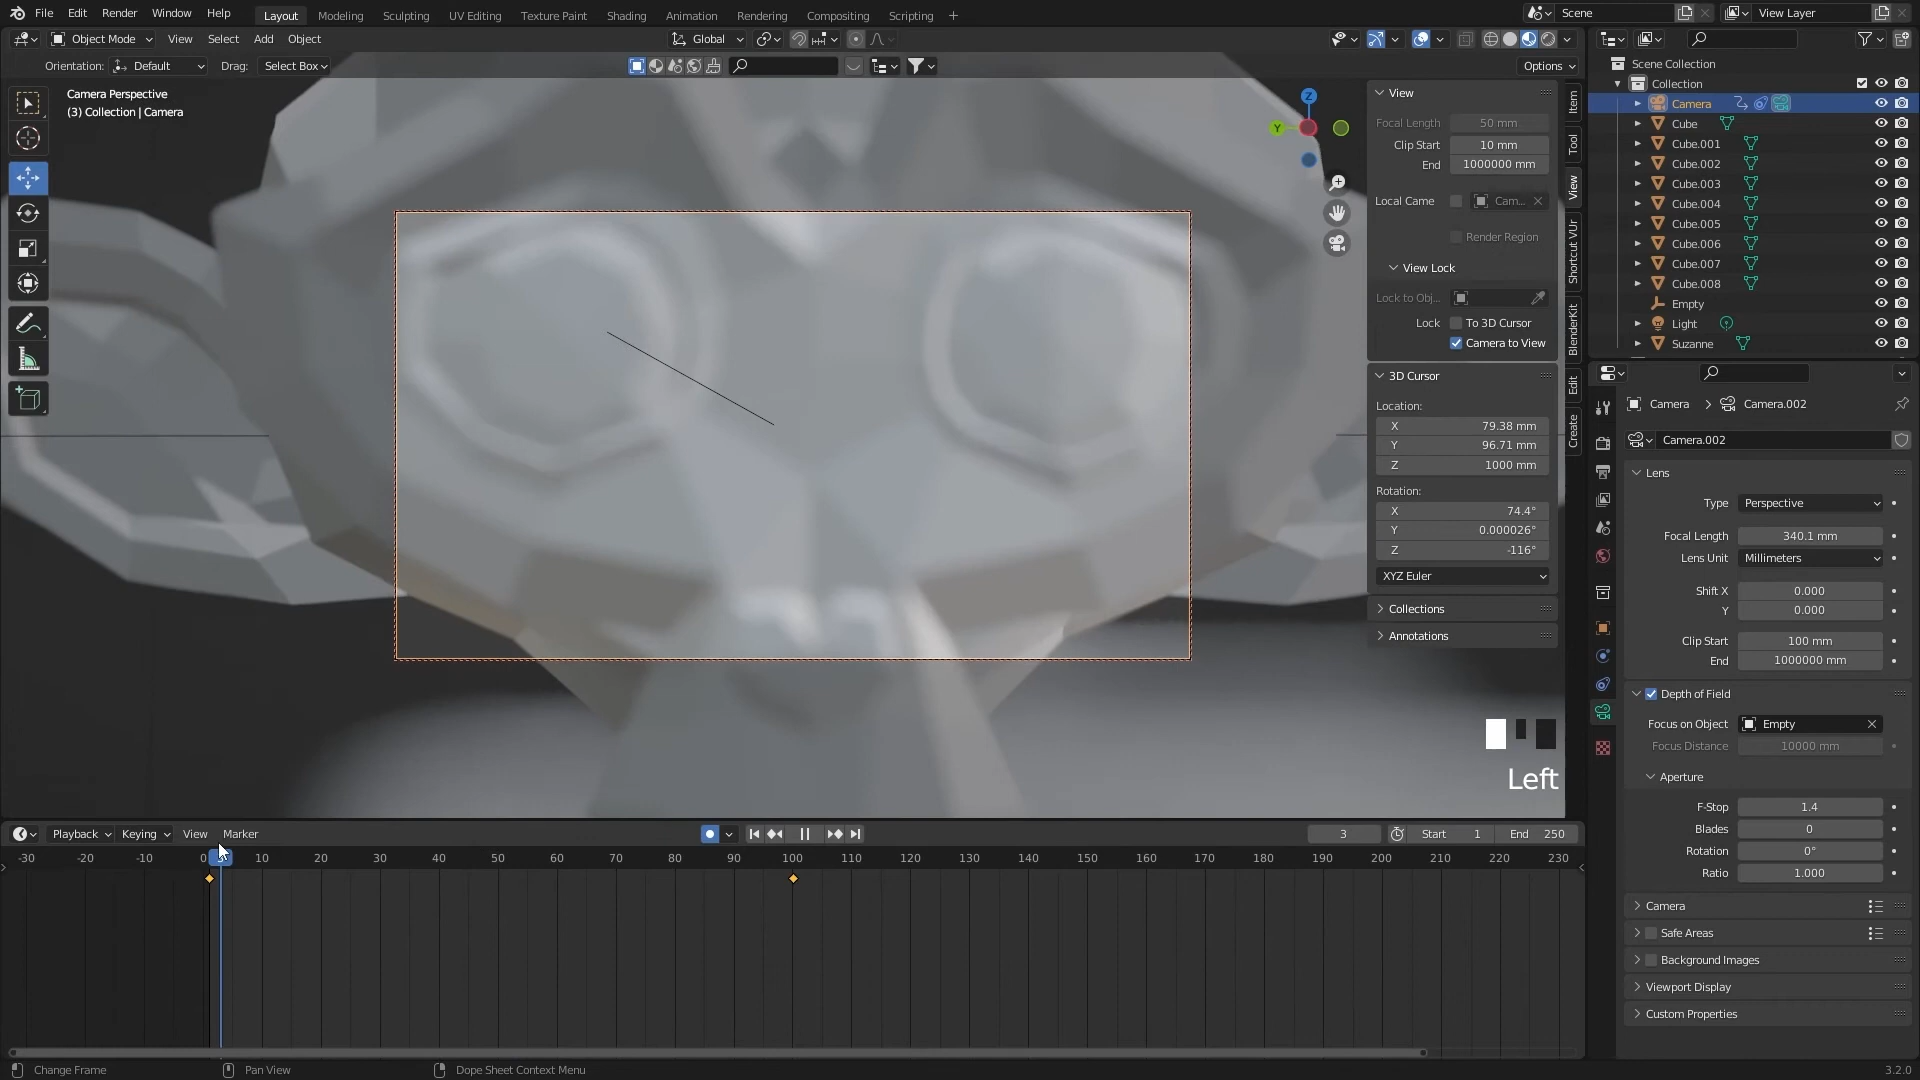 File Edit Render Window Help Layout Modeling Sculpting UV Editing Texture Paint Shading Animation Rendering Compositing Scripting + Scene View Layer
Object Mode View Select Add Object Global
Orientation: Default Drag: Select Box Options
Camera Perspective
(3) Collection | Camera
Z
Y
View
Focal Length 50 mm
Clip Start 10 mm
End 1000000 mm
Local Came Cam...
Render Region
View Lock
Lock to Obj...
Lock To 3D Cursor
Camera to View
3D Cursor
Location:
X 79.38 mm
Y 96.71 mm
Z 1000 mm
Rotation:
X 74.4°
Y 0.000026°
Z -116°
XYZ Euler
Collections
Annotations
Item
Tool
View
Shortcut VUr
BlenderKit
Edit
Create
Left
Scene Collection
Collection
Camera
Cube
Cube.001
Cube.002
Cube.003
Cube.004
Cube.005
Cube.006
Cube.007
Cube.008
Empty
Light
Suzanne
Camera > Camera.002
Camera.002
Lens
Type Perspective
Focal Length 340.1 mm
Lens Unit Millimeters
Shift X 0.000
Y 0.000
Clip Start 100 mm
End 1000000 mm
Depth of Field
Focus on Object Empty
Focus Distance 10000 mm
Aperture
F-Stop 1.4
Blades 0
Rotation 0°
Ratio 1.000
Camera
Safe Areas
Background Images
Viewport Display
Custom Properties
Playback Keying View Marker 3 Start 1 End 250
-30 -20 -10 0 10 20 30 40 50 60 70 80 90 100 110 120 130 140 150 160 170 180 190 200 210 220 230
Change Frame Pan View Dope Sheet Context Menu 3.2.0